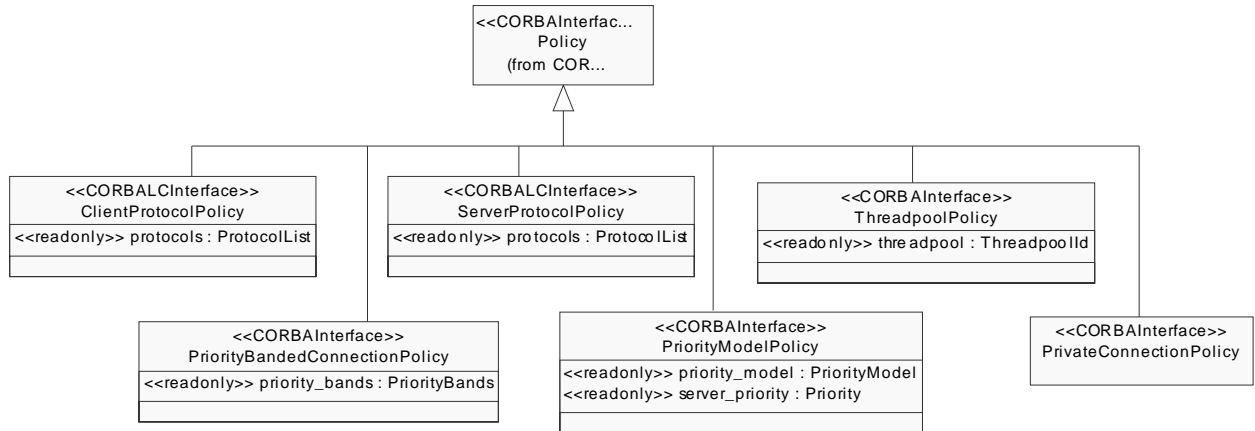 <<CORBAInterfac...
Policy
(from COR...
<<CORBALCInterface>>
ClientProtocolPolicy
<<readonly>> protocols : ProtocolList
<<CORBALCInterface>>
ServerProtocolPolicy
<<readonly>> protocols : ProtocolList
<<CORBAInterface>>
ThreadpoolPolicy
<<readonly>> threadpool : ThreadpoolId
<<CORBAInterface>>
PriorityBandedConnectionPolicy
<<readonly>> priority_bands : PriorityBands
<<CORBAInterface>>
PriorityModelPolicy
<<readonly>> priority_model : PriorityModel
<<readonly>> server_priority : Priority
<<CORBAInterface>>
PrivateConnectionPolicy